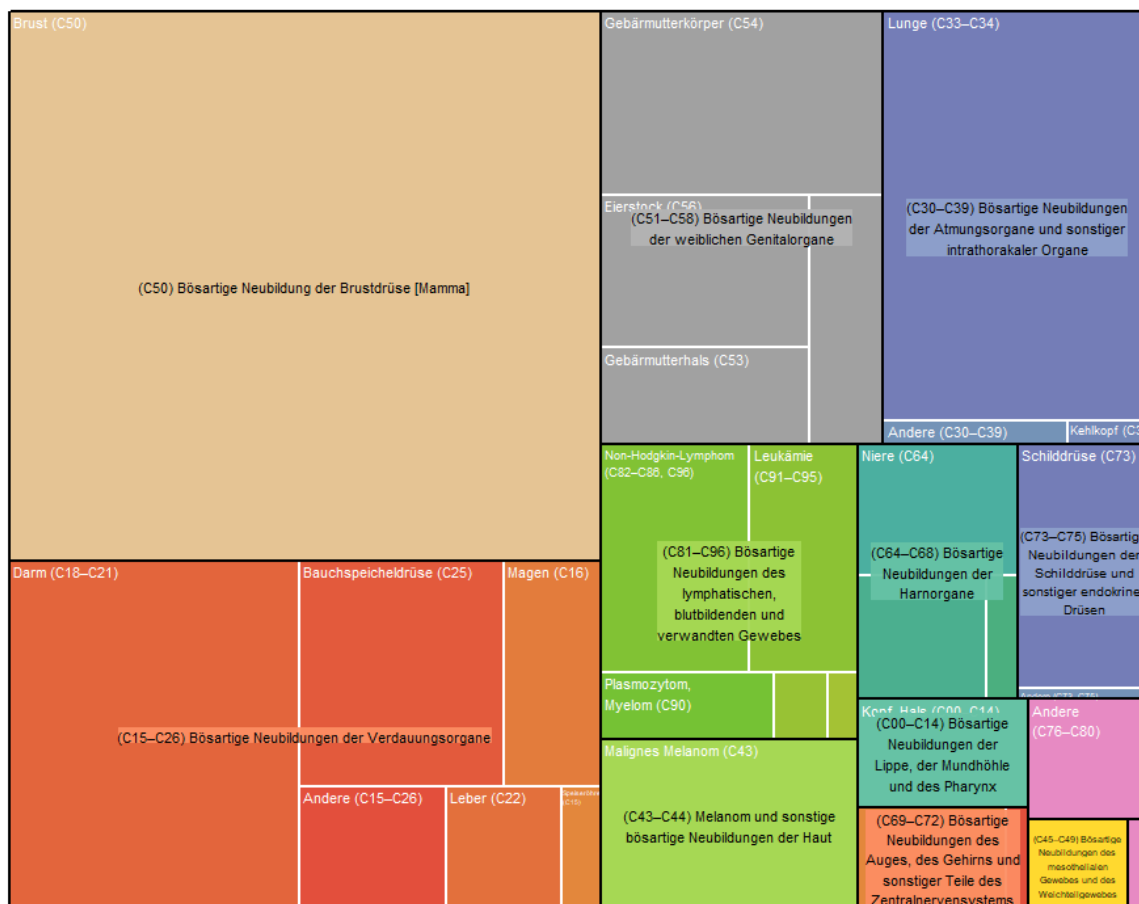 Brust (C50)
(C50) Bösartige Neubildung der Brustdrüse [Mamma]
Gebärmutterkörper (C54)
Eierstock (C56)
(C51–C58) Bösartige Neubildungen
der weiblichen Genitalorgane
Gebärmutterhals (C53)
Lunge (C33–C34)
(C30–C39) Bösartige Neubildungen
der Atmungsorgane und sonstiger
intrathorakaler Organe
Andere (C30–C39)
Kehlkopf (C3
Darm (C18–C21)
Bauchspeicheldrüse (C25)
Magen (C16)
(C15–C26) Bösartige Neubildungen der Verdauungsorgane
Andere (C15–C26)
Leber (C22)
(C15)
Non-Hodgkin-Lymphom
(C82–C86, C96)
Leukämie
(C91–C95)
(C81–C96) Bösartige
Neubildungen des
lymphatischen,
blutbildenden und
verwandten Gewebes
Plasmozytom,
Myelom (C90)
Malignes Melanom (C43)
(C43–C44) Melanom und sonstige
bösartige Neubildungen der Haut
Niere (C64)
(C64–C68) Bösartige
Neubildungen der
Harnorgane
Schilddrüse (C73)
(C73–C75) Bösartig
Neubildungen der
Schilddrüse und
sonstiger endokrine
Drüsen
Andere (C73–C75)
Kopf, Hals (C00–C14)
(C00–C14) Bösartige
Neubildungen der
Lippe, der Mundhöhle
und des Pharynx
Andere
(C76–C80)
(C69–C72) Bösartige
Neubildungen des
Auges, des Gehirns und
sonstiger Teile des
Zentralnervensystems
(C45–C49) Bösartige
Neubildungen des
mesothelialen
Gewebes und des
Weichteilgewebes